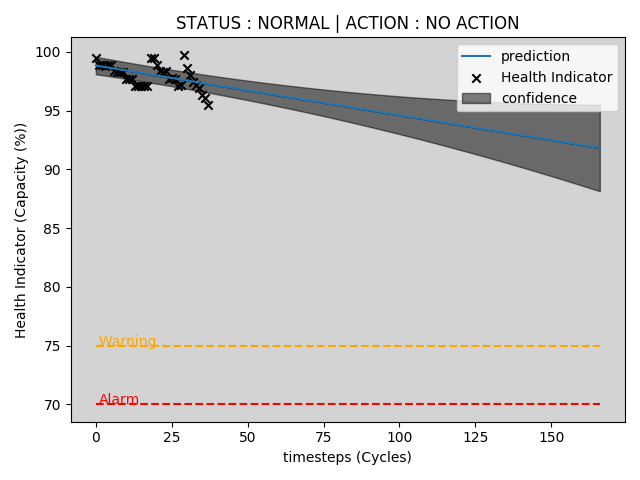 STATUS : NORMAL | ACTION : NO ACTION
prediction
Health Indicator
confidence
Health Indicator (Capacity (%))
100
95
90
85
80
75
70
Warning
Alarm
0
25
50
75
100
125
150
timesteps (Cycles)